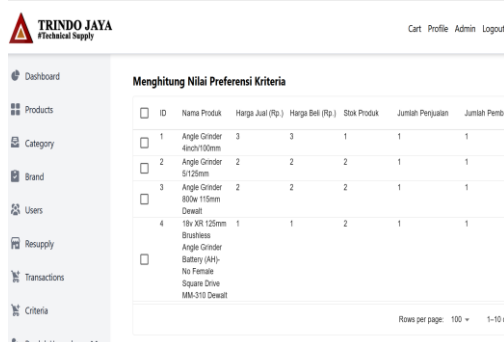 TRINDO JAYA
#Technical Supply
Cart Profile Admin Logout
Dashboard
Products
Category
Brand
Users
Resupply
Transactions
Criteria
Menghitung Nilai Preferensi Kriteria
ID Nama Produk Harga Jual (Rp.) Harga Beli (Rp.) Stok Produk Jumlah Penjualan Jumlah Pemb
1 Angle Grinder 3 3 1 1 1
4inch/100mm
2 Angle Grinder 2 2 2 1 1
5/125mm
3 Angle Grinder 2 2 2 1 1
800w 115mm
Dewalt
4 18v XR 125mm 1 1 2 1 1
Brushless
Angle Grinder
Battery (AH)-
No Female
Square Drive
MM-310 Dewalt
Rows per page: 100 1–10